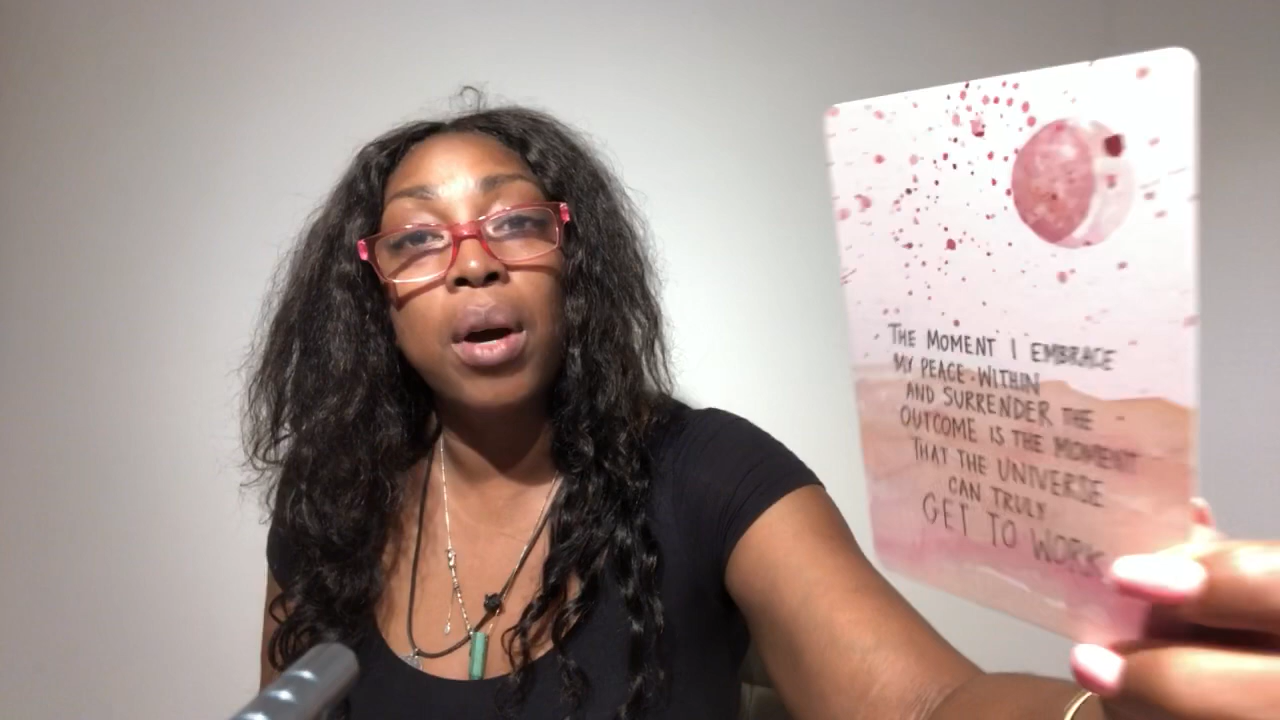 THE MOMENT I EMBRACE
MY PEACE WITHIN
AND SURRENDER THE
OUTCOME IS THE MOMENT
THAT THE UNIVERSE
CAN TRULY
GET TO WORK.